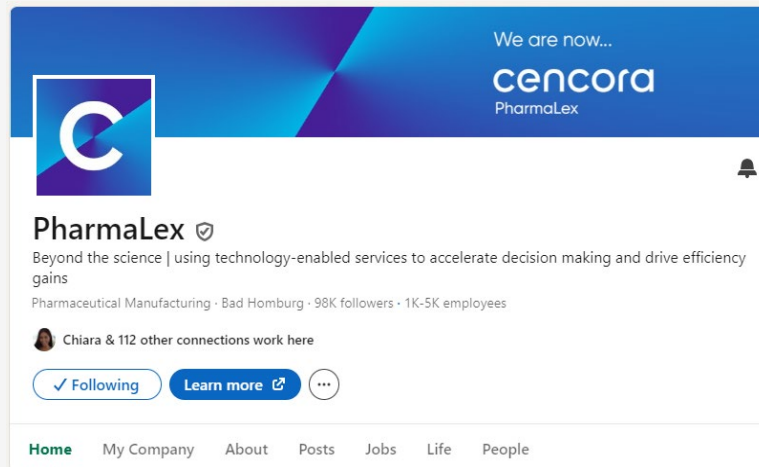 We are now...
cencora
PharmaLex
C
PharmaLex
Beyond the science | using technology-enabled services to accelerate decision making and drive efficiency
gains
Pharmaceutical Manufacturing · Bad Homburg · 98K followers · 1K-5K employees
Chiara & 112 other connections work here
✓ Following
Learn more
Home My Company About Posts Jobs Life People